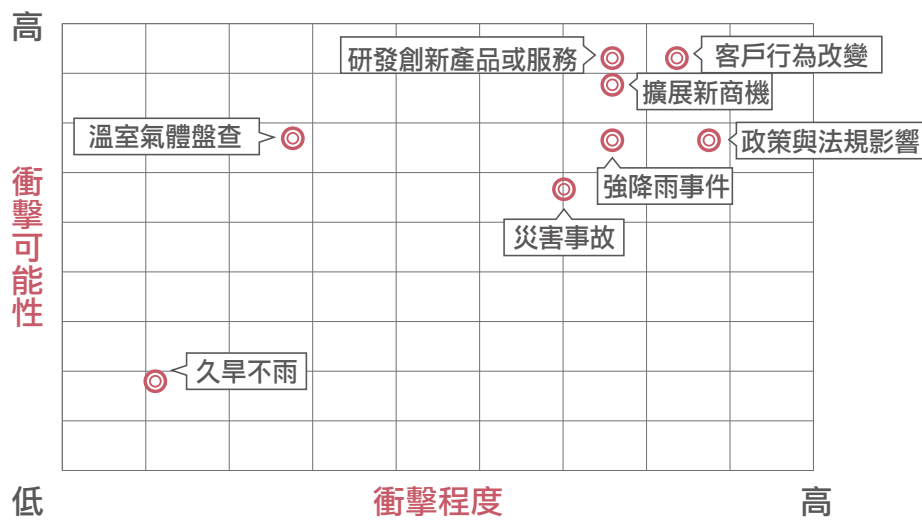 高
研發創新產品或服務
客戶行為改變
擴展新商機
溫室氣體盤查
政策與法規影響
強降雨事件
災害事故
衝擊可能性
久旱不雨
低
衝擊程度
高